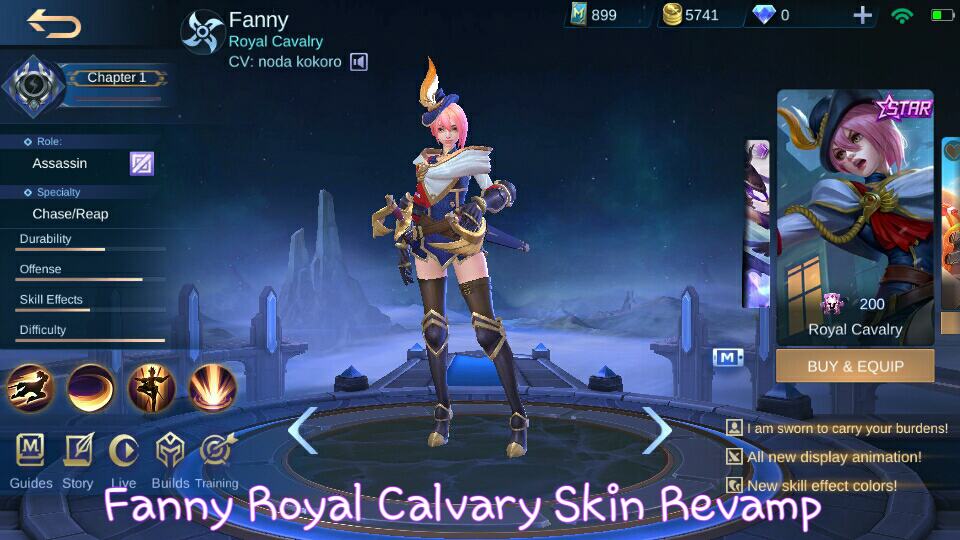 Fanny
Royal Cavalry
CV: noda kokoro
899
5741
0
Chapter 1
Role:
Assassin
Specialty
Chase/Reap
Durability
Offense
Skill Effects
Difficulty
Guides
Story
Live
Builds
Training
STAR
200
Royal Cavalry
BUY & EQUIP
M
I am sworn to carry your burdens!
All new display animation!
New skill effect colors!
Fanny Royal Calvary Skin Revamp